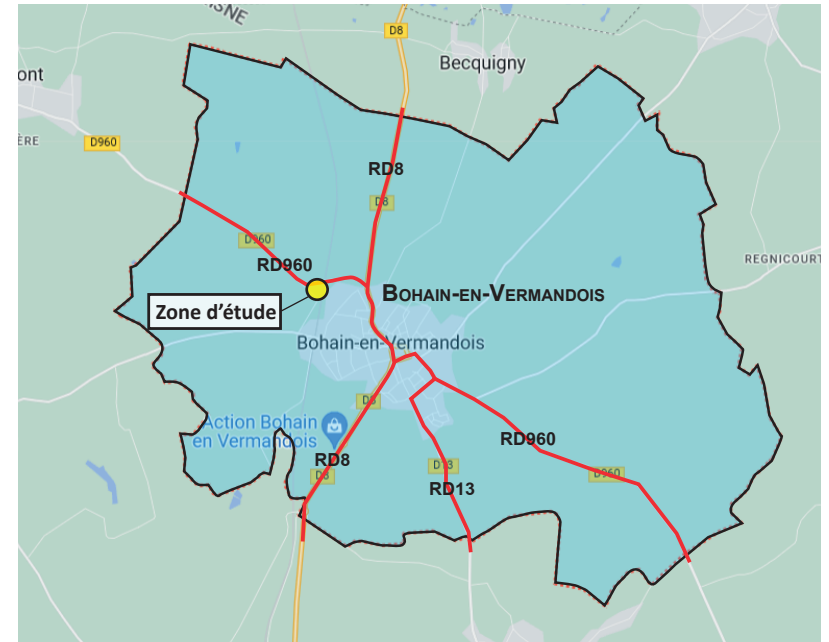 ISNE
D8
Becquigny
ont
ÈRE
D960
RD8
D8
D960
RD960
REGNICOURT
BOHAIN-EN-VERMANDOIS
Zone d'étude
Bohain-en-Vermandois
D8
Action Bohain
en Vermandois
RD960
RD8
D8
D13
D960
RD13